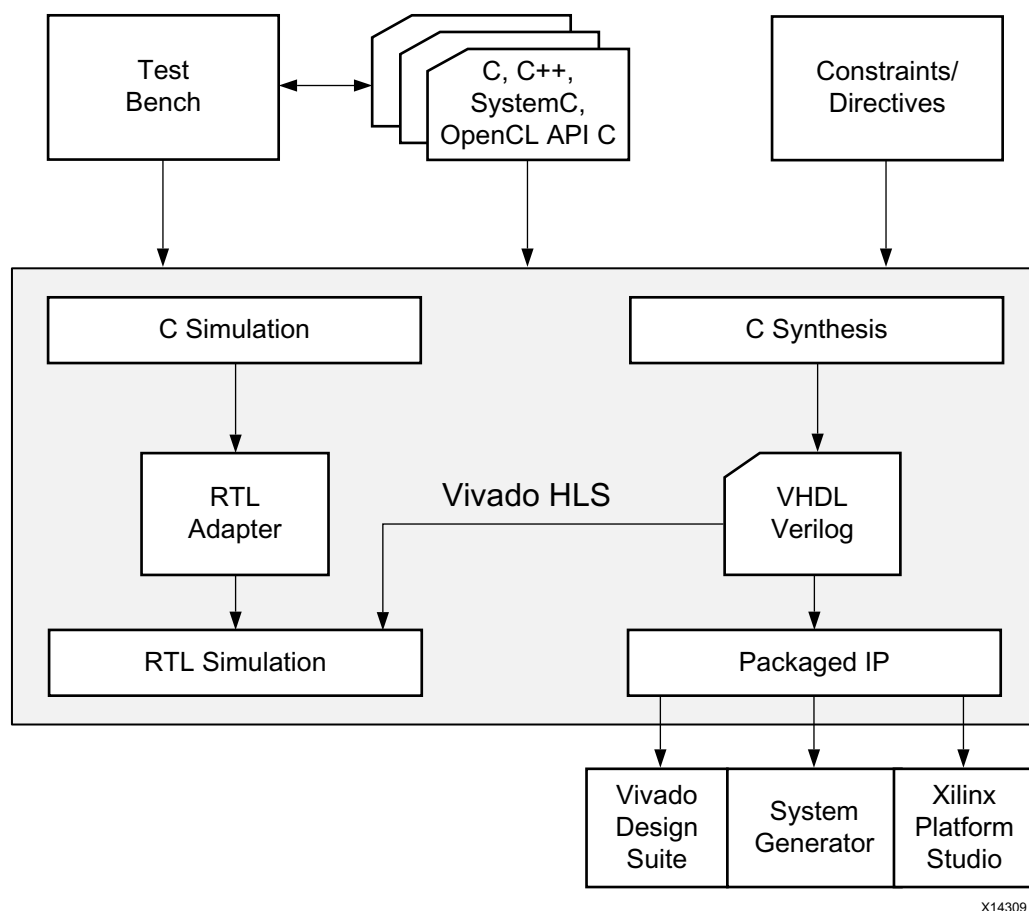 Test
Bench
C, C++,
SystemC,
OpenCL API C
Constraints/
Directives
C Simulation
C Synthesis
RTL
Adapter
Vivado HLS
VHDL
Verilog
RTL Simulation
Packaged IP
Vivado
Design
Suite
System
Generator
Xilinx
Platform
Studio
X14309